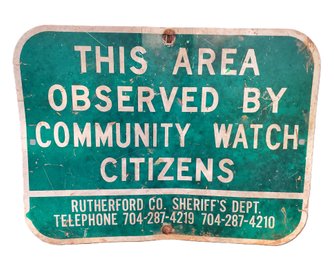 THIS AREA
OBSERVED BY
COMMUNITY WATCH
CITIZENS
RUTHERFORD CO. SHERIFF'S DEPT.
TELEPHONE 704-287-4219 704-287-4210